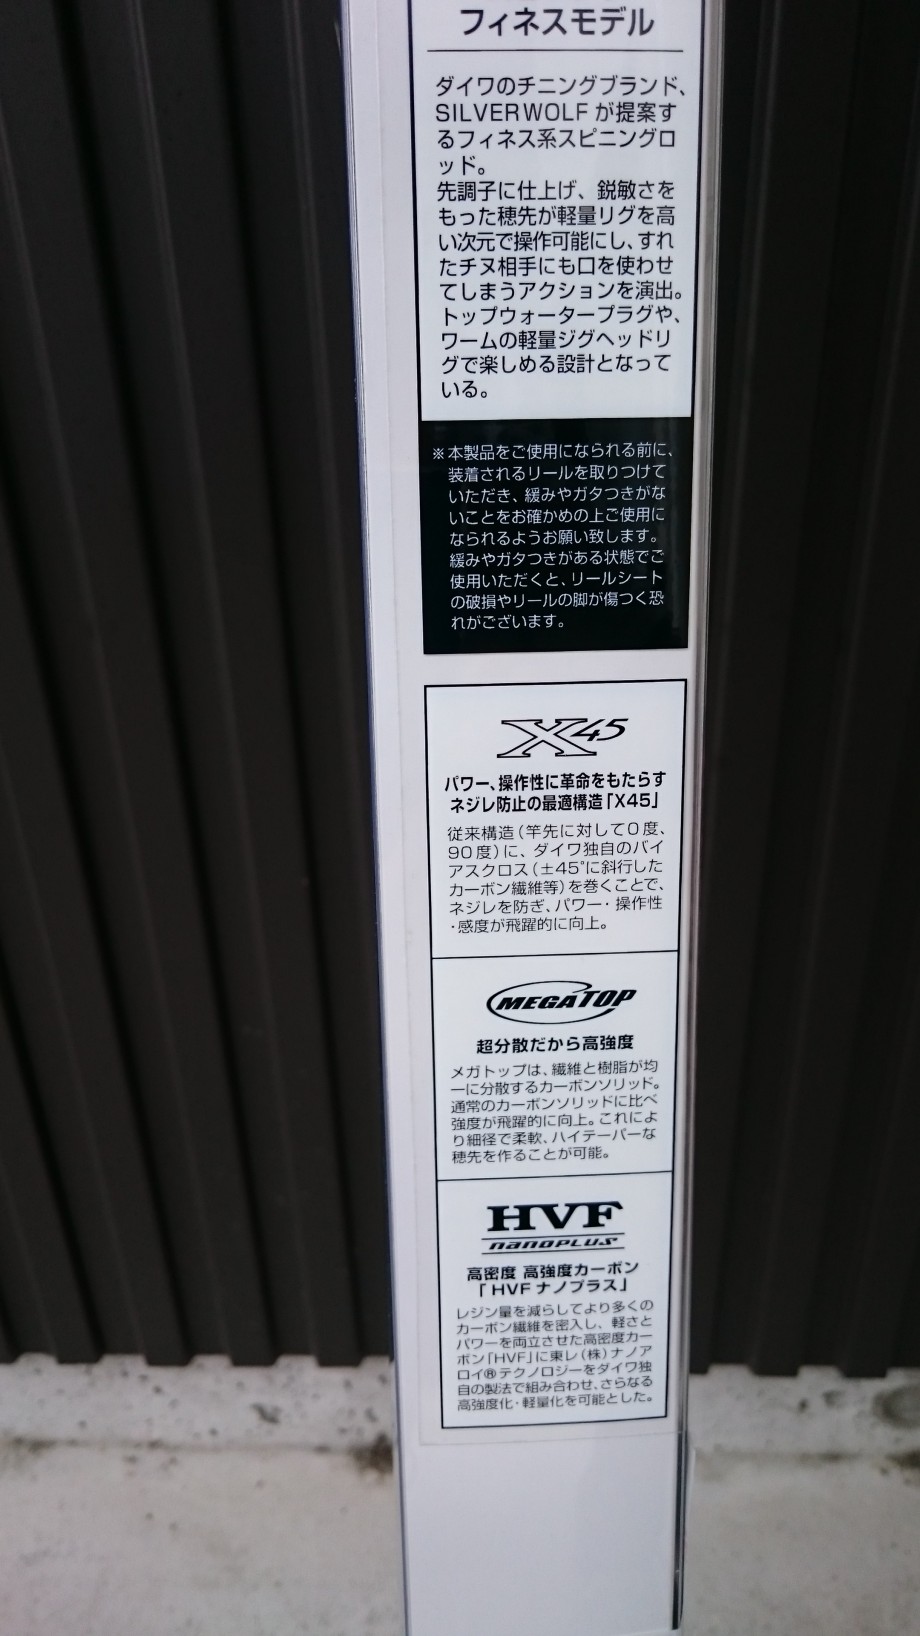 フィネスモデル
ダイワのチニングブランド、
SILVERWOLFが提案す
るフィネス系スピニングロ
ッド。
先調子に仕上げ、鋭敏さを
もった穂先が軽量リグを高
い次元で操作可能にし、すれ
たチヌ相手にも口を使わせ
てしまうアクションを演出。
トップウォータープラグや、
ワームの軽量ジグヘッドリ
グで楽しめる設計となって
いる。
※本製品をご使用になられる前に、
装着されるリールを取りつけて
いただき、緩みやガタつきがな
いことをお確かめの上ご使用に
なられるようお願い致します。
緩みやガタつきがある状態でご
使用いただくと、リールシート
の破損やリールの脚が傷つく恐
れがございます。
X45
パワー、操作性に革命をもたらす
ネジレ防止の最適構造「X45」
従来構造(竿先に対して0度、
90度)に、ダイワ独自のバイ
アスクロス(±45°に斜行した
カーボン繊維等)を巻くことで、
ネジレを防ぎ、パワー・操作性
・感度が飛躍的に向上。
MEGATOP
超分散だから高強度
メガトップは、繊維と樹脂が均
一に分散するカーボンソリッド。
通常のカーボンソリッドに比べ
強度が飛躍的に向上。これによ
り細径で柔軟、ハイテーパーな
穂先を作ることが可能。
HVF
nanoPLUS
高密度 高強度カーボン
「HVFナノプラス」
レジン量を減らしてより多くの
カーボン繊維を密入し、軽さと
パワーを両立させた高密度カー
ボン「HVF」に東レ(株)ナノア
ロイ®テクノロジーをダイワ独
自の製法で組み合わせ、さらなる
高強度化・軽量化を可能とした。